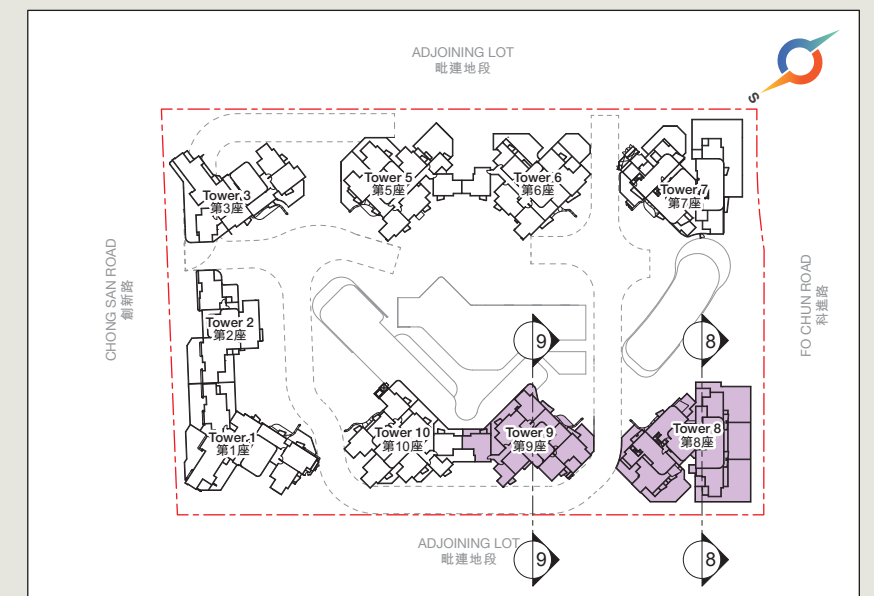 ADJOINING LOT
毗連地段
S
Tower 3
第3座
Tower 5
第5座
Tower 6
第6座
Tower 7
第7座
CHONG SAN ROAD
創新路
FO CHUN ROAD
科進路
Tower 2
第2座
9
8
Tower 1
第1座
Tower 10
第10座
Tower 9
第9座
Tower 8
第8座
ADJOINING LOT
毗連地段
9
8